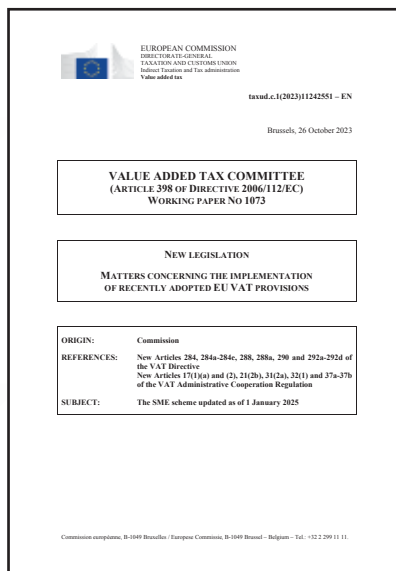 EUROPEAN COMMISSION
DIRECTORATE-GENERAL
TAXATION AND CUSTOMS UNION
Indirect Taxation and Tax administration
Value added tax
taxud.c.1(2023)11242551 – EN
Brussels, 26 October 2023
VALUE ADDED TAX COMMITTEE
(ARTICLE 398 OF DIRECTIVE 2006/112/EC)
WORKING PAPER NO 1073
NEW LEGISLATION
MATTERS CONCERNING THE IMPLEMENTATION
OF RECENTLY ADOPTED EU VAT PROVISIONS
ORIGIN: Commission
REFERENCES: New Articles 284, 284a-284e, 288, 288a, 290 and 292a-292d of
the VAT Directive
New Articles 17(1)(a) and (2), 21(2b), 31(2a), 32(1) and 37a-37b
of the VAT Administrative Cooperation Regulation
SUBJECT: The SME scheme updated as of 1 January 2025
Commission européenne, B-1049 Bruxelles / Europese Commissie, B-1049 Brussel – Belgium – Tel.: +32 2 299 11 11.